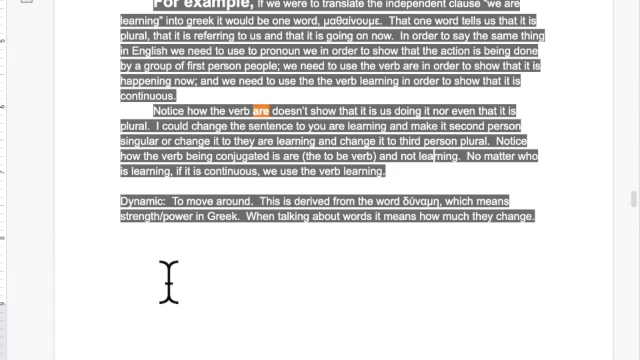 For example, If we were to translate the independent clause "we are
learning" into greek it would be one word, μαθαίνουμε. That one word tells us that it is
plural, that it is referring to us and that it is going on now. In order to say the same thing
in English we need to use to pronoun we in order to show that the action is being done
by a group of first person people; we need to use the verb are in order to show that it is
happening now; and we need to use the the verb learning in order to show that it is
continuous.
Notice how the verb are doesn't show that it is us doing it nor even that it is
plural. I could change the sentence to you are learning and make it second person
singular or change it to they are learning and change it to third person plural. Notice
how the verb being conjugated is are (the to be verb) and not learning. No matter who
is learning, if it is continuous, we use the verb learning.
Dynamic: To move around. This is derived from the word δύναμη, which means
strength/power in Greek. When talking about words it means how much they change.